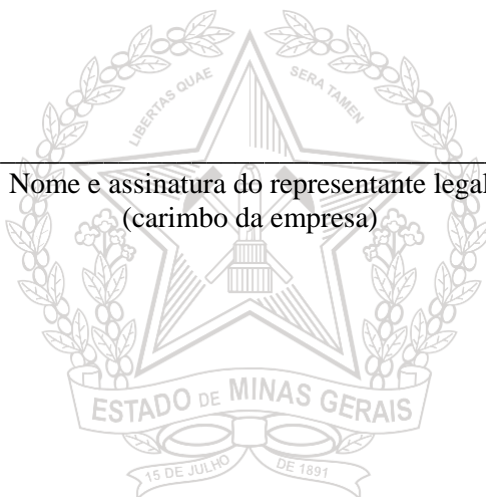 LIBERTAS QUAE SERA TAMEN
Nome e assinatura do representante legal
(carimbo da empresa)
ESTADO DE MINAS GERAIS
15 DE JULHO DE 1891